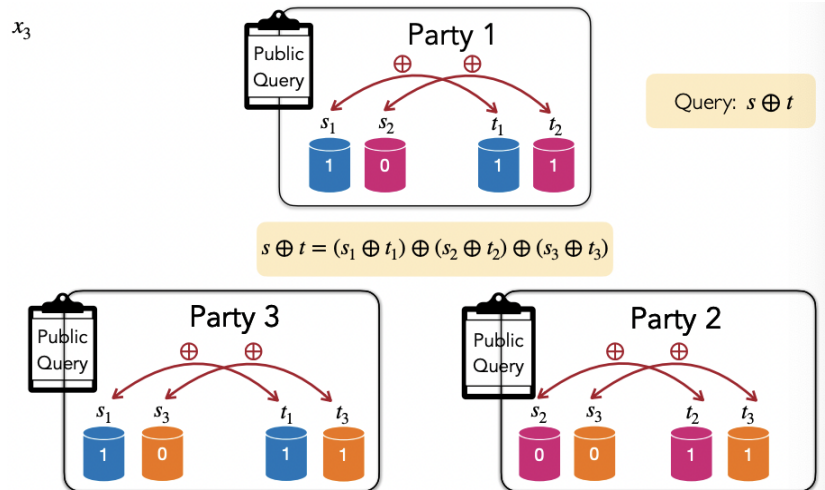 x₃
Party 1
Public
Query
⊕ ⊕
s₁ s₂ t₁ t₂
1 0 1 1
Query: s ⊕ t
s ⊕ t = (s₁ ⊕ t₁) ⊕ (s₂ ⊕ t₂) ⊕ (s₃ ⊕ t₃)
Party 3
Public
Query
⊕ ⊕
s₁ s₃ t₁ t₃
1 0 1 1
Party 2
Public
Query
⊕ ⊕
s₂ s₃ t₂ t₃
0 0 1 1